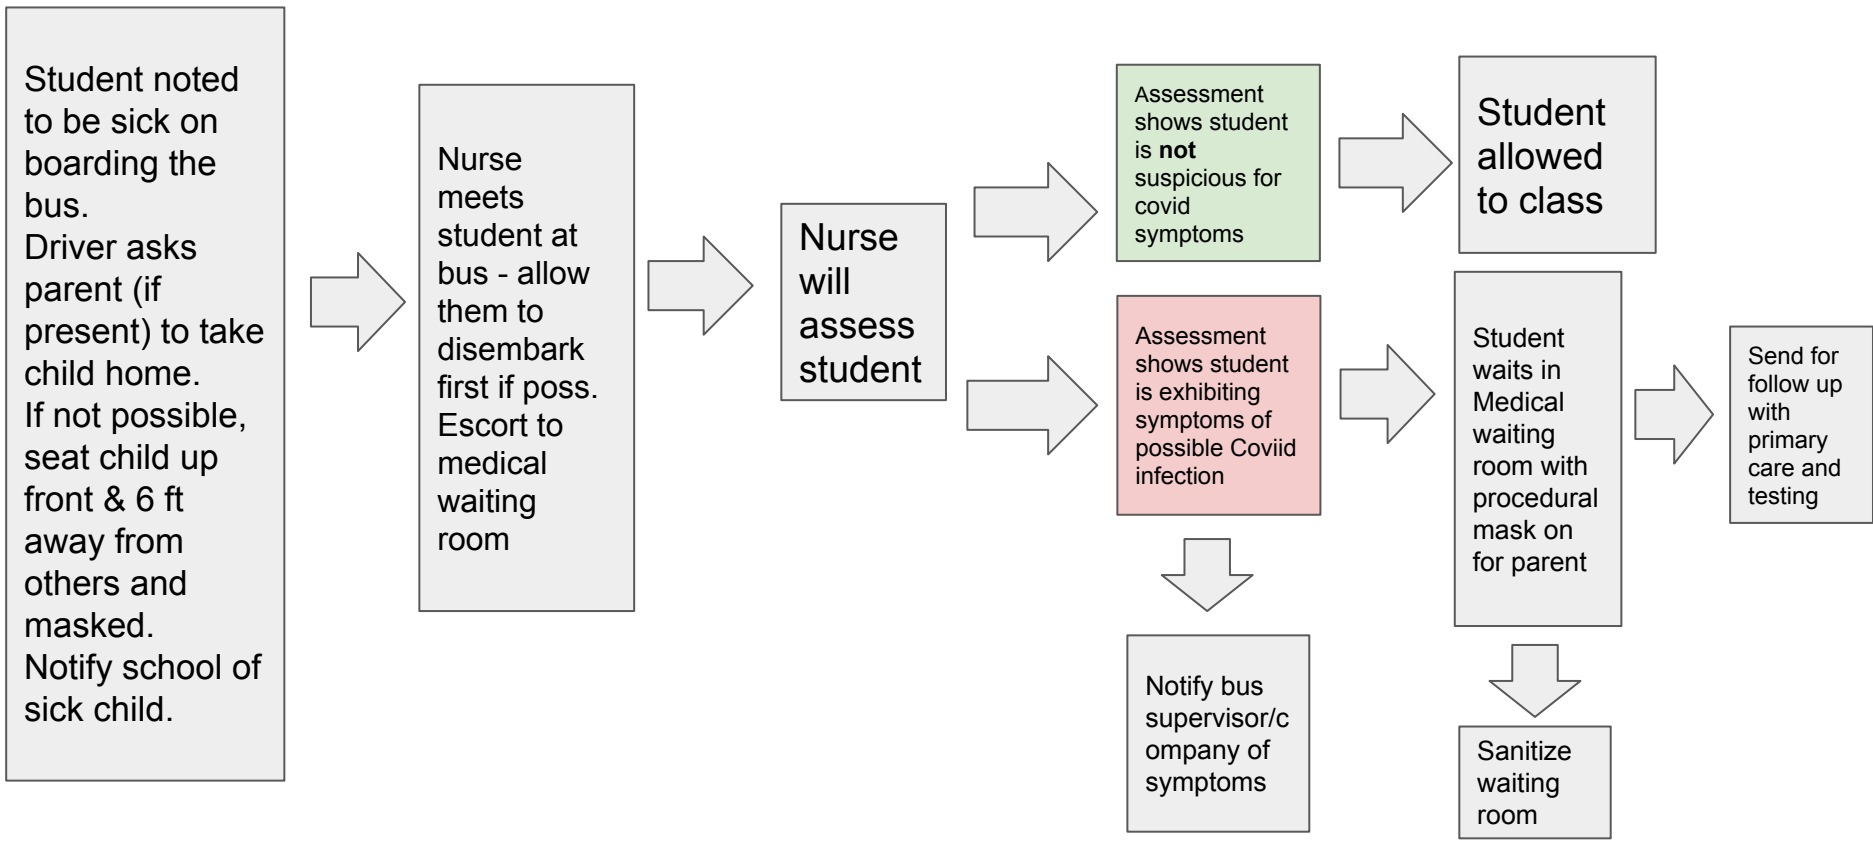 Student noted
to be sick on
boarding the
bus.
Driver asks
parent (if
present) to take
child home.
If not possible,
seat child up
front & 6 ft
away from
others and
masked.
Notify school of
sick child.
Nurse
meets
student at
bus - allow
them to
disembark
first if poss.
Escort to
medical
waiting
room
Nurse
will
assess
student
Assessment
shows student
is not
suspicious for
covid
symptoms
Student
allowed
to class
Assessment
shows student
is exhibiting
symptoms of
possible Coviid
infection
Student
waits in
Medical
waiting
room with
procedural
mask on
for parent
Send for
follow up
with
primary
care and
testing
Notify bus
supervisor/c
ompany of
symptoms
Sanitize
waiting
room